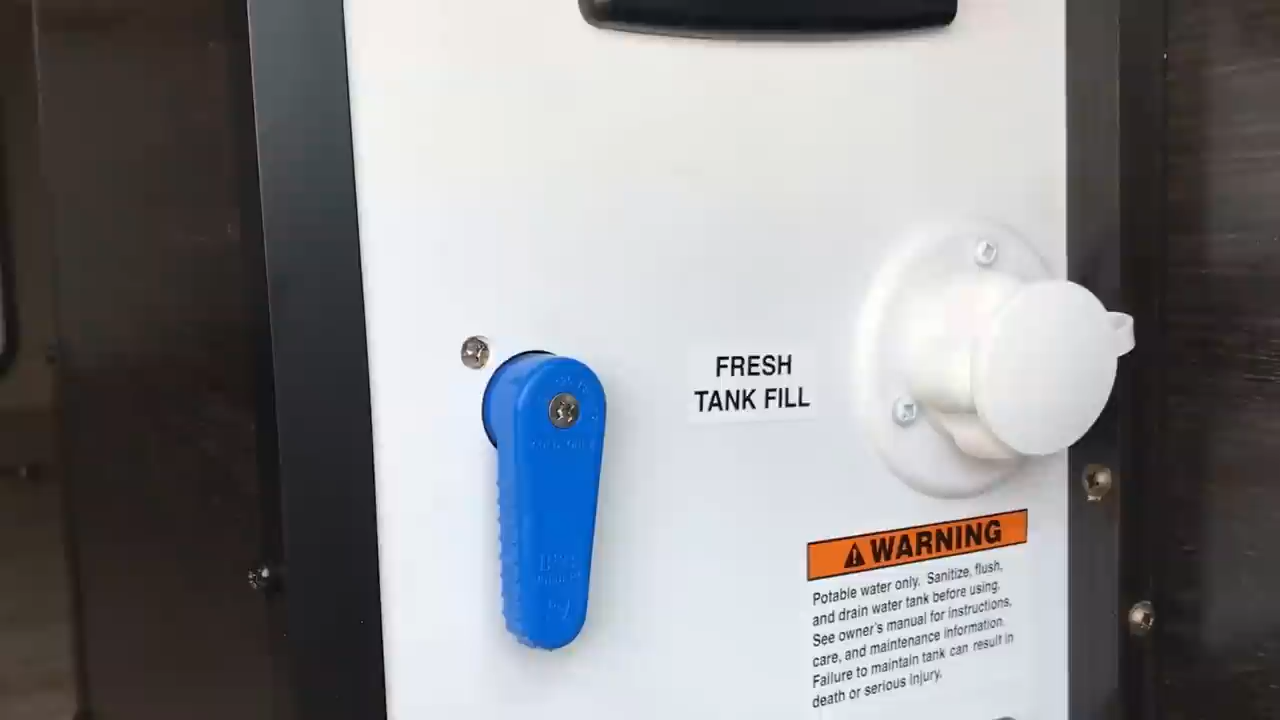 FRESH
TANK FILL
WARNING
Potable water only. Sanitize, flush,
and drain water tank before using.
See owner's manual for instructions,
care, and maintenance information.
Failure to maintain tank can result in
death or serious injury.